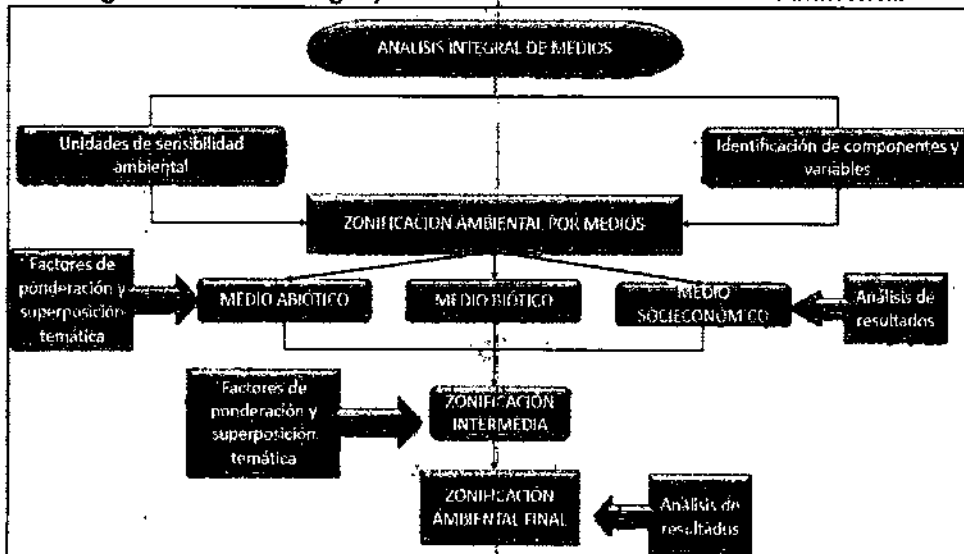 ANALISIS INTEGRAL DE MEDIOS
Unidades de sensibilidad
ambiental
Identificación de componentes y
variables
ZONIFICACION AMBIENTAL POR MEDIOS
Factores de
ponderación y
superposición
temática
MEDIO ABIÓTICO
MEDIO BIÓTICO
MEDIO
SOCIECONÓMICO
Análisis de
resultados
Factores de
ponderación y
superposición
temática
ZONIFICACIÓN
INTERMEDIA
ZONIFICACIÓN
AMBIENTAL FINAL
Análisis de
resultados